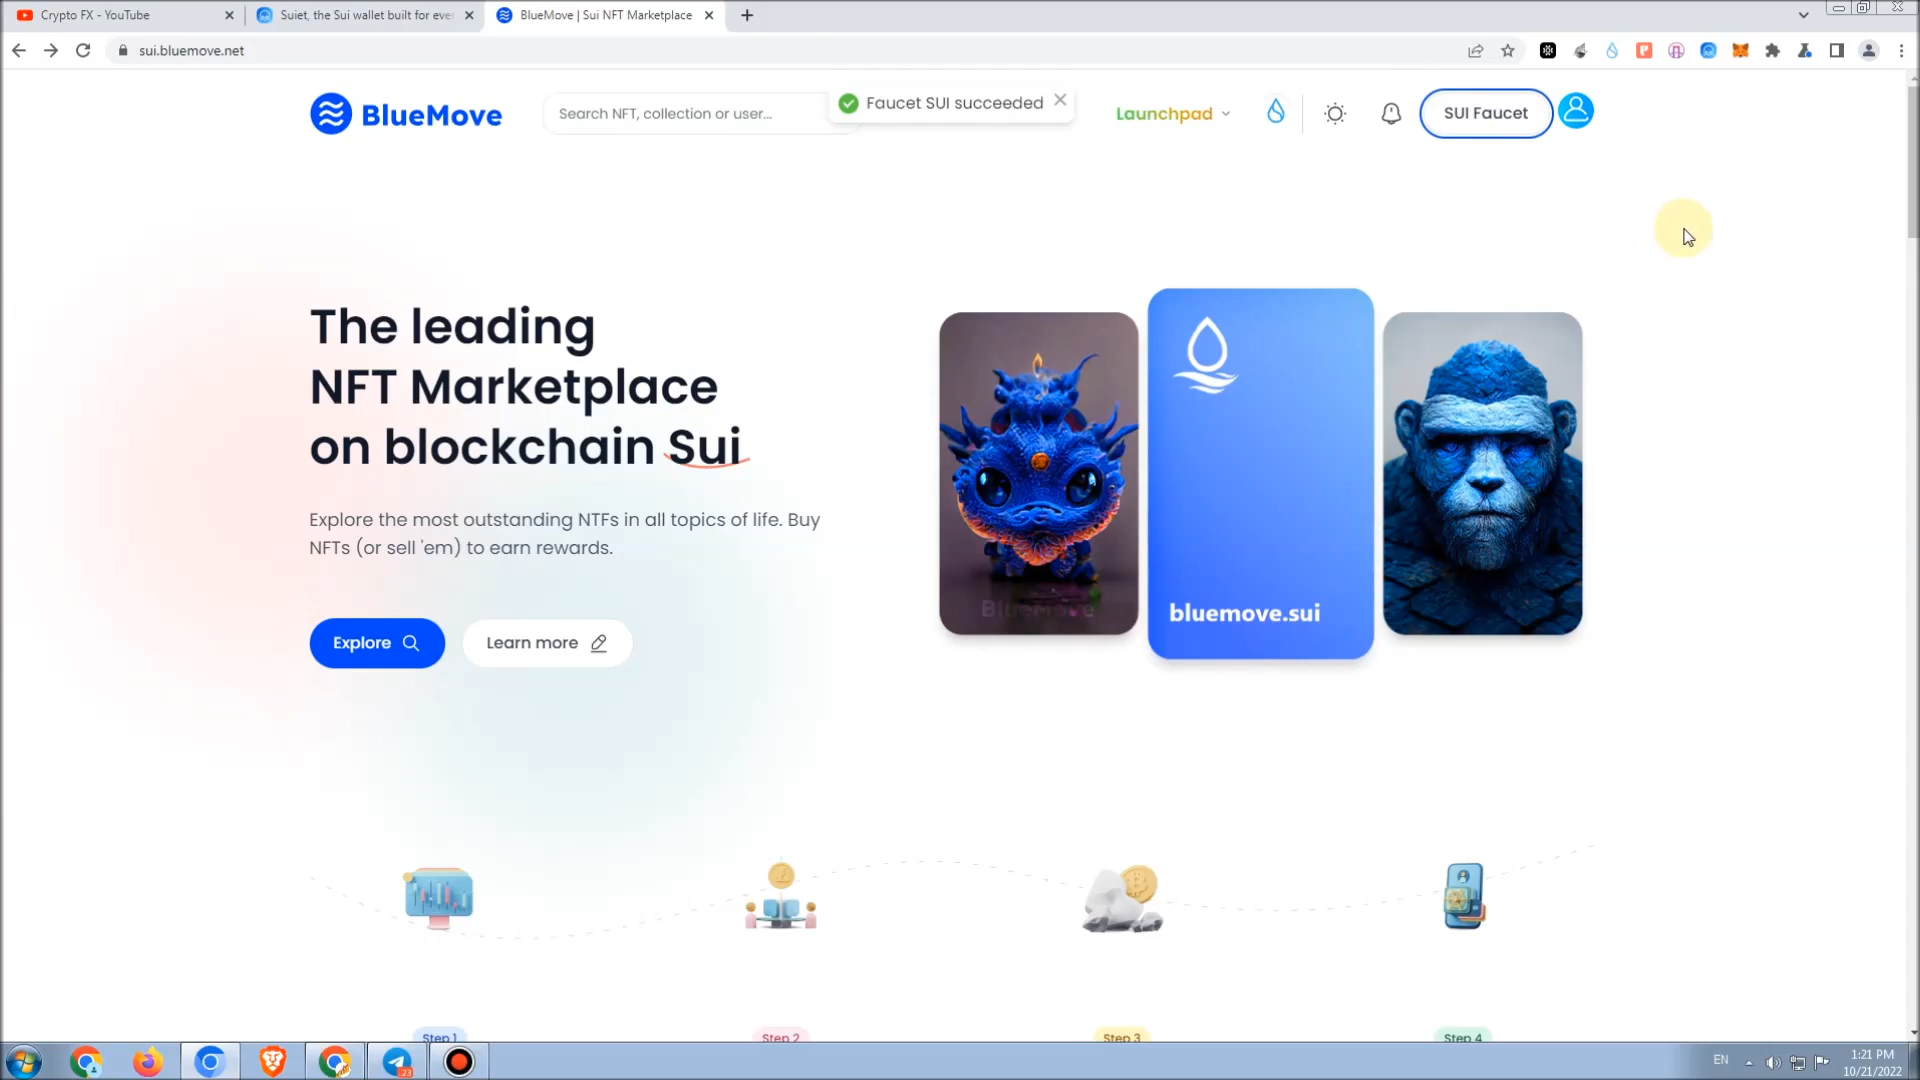 Crypto FX - YouTube
Suiet, the Sui wallet built for eve
BlueMove | Sui NFT Marketplace
sui.bluemove.net
BlueMove
Search NFT, collection or user...
Faucet SUI succeeded
Launchpad
SUI Faucet
The leading
NFT Marketplace
on blockchain Sui
Explore the most outstanding NTFs in all topics of life. Buy
NFTs (or sell 'em) to earn rewards.
Explore
Learn more
BlueMove
bluemove.sui
Step 1
Step 2
Step 3
Step 4
23
EN
1:21 PM
10/21/2022